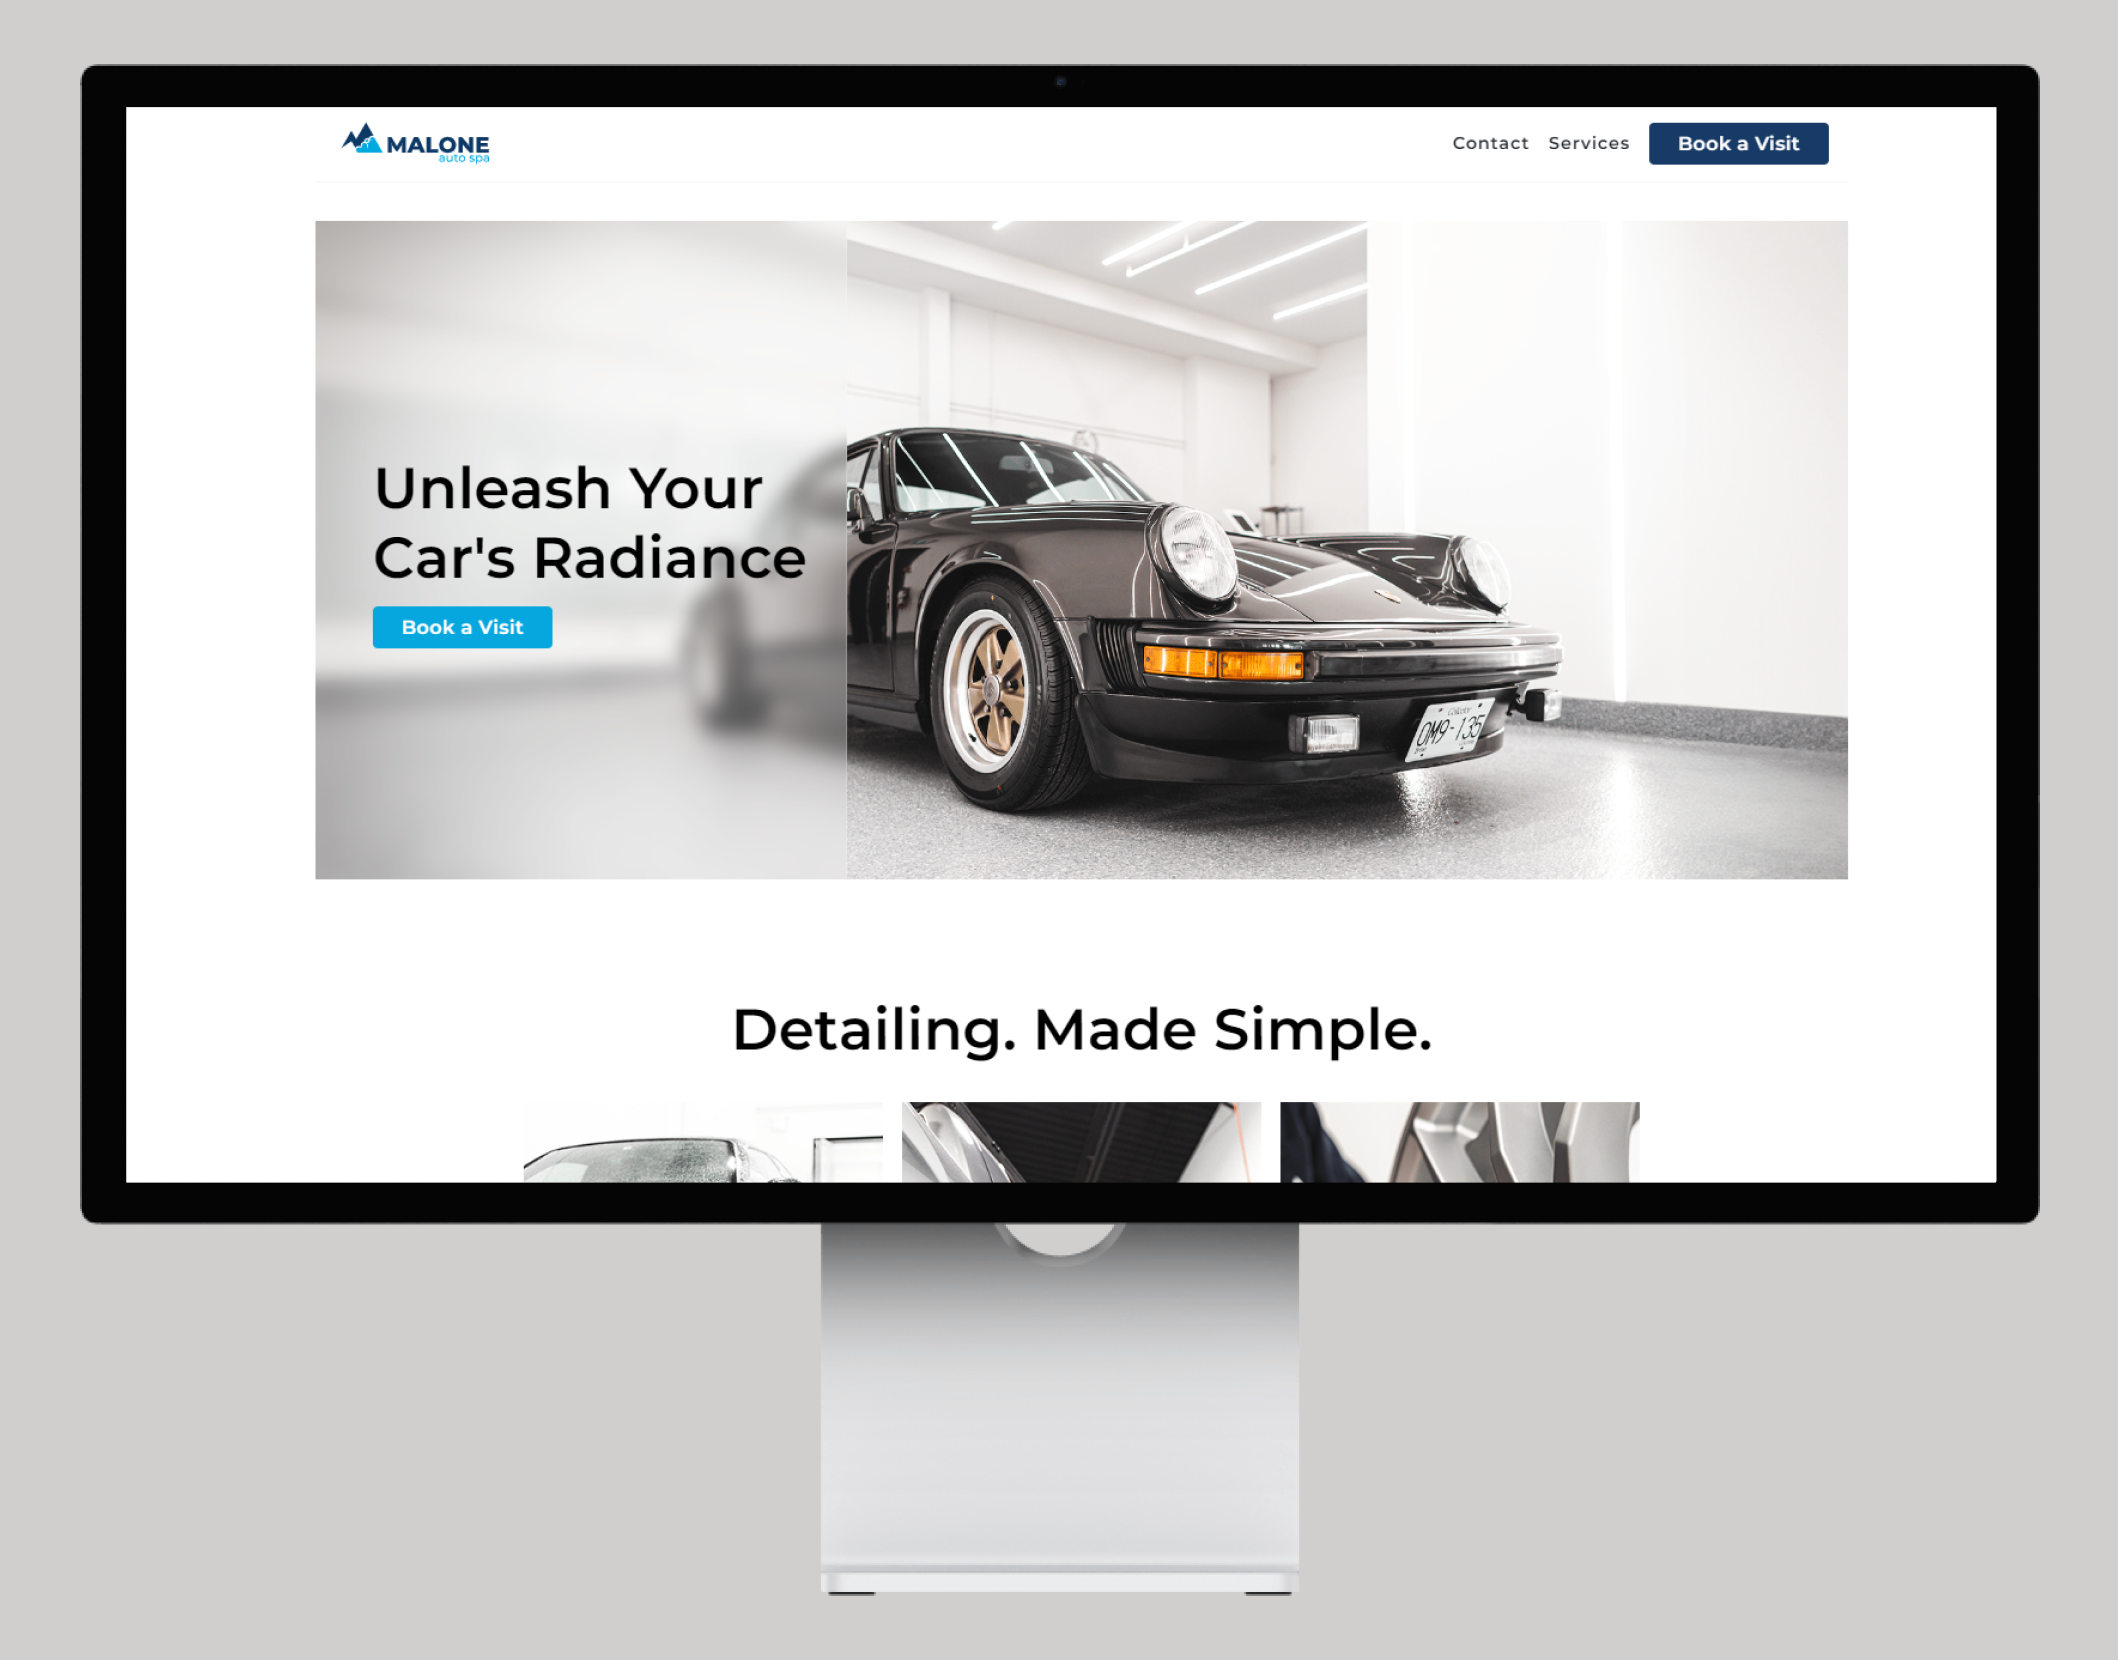 MALONE
auto spa
Contact Services Book a Visit
Unleash Your
Car's Radiance
Book a Visit
OM9-135
Detailing. Made Simple.